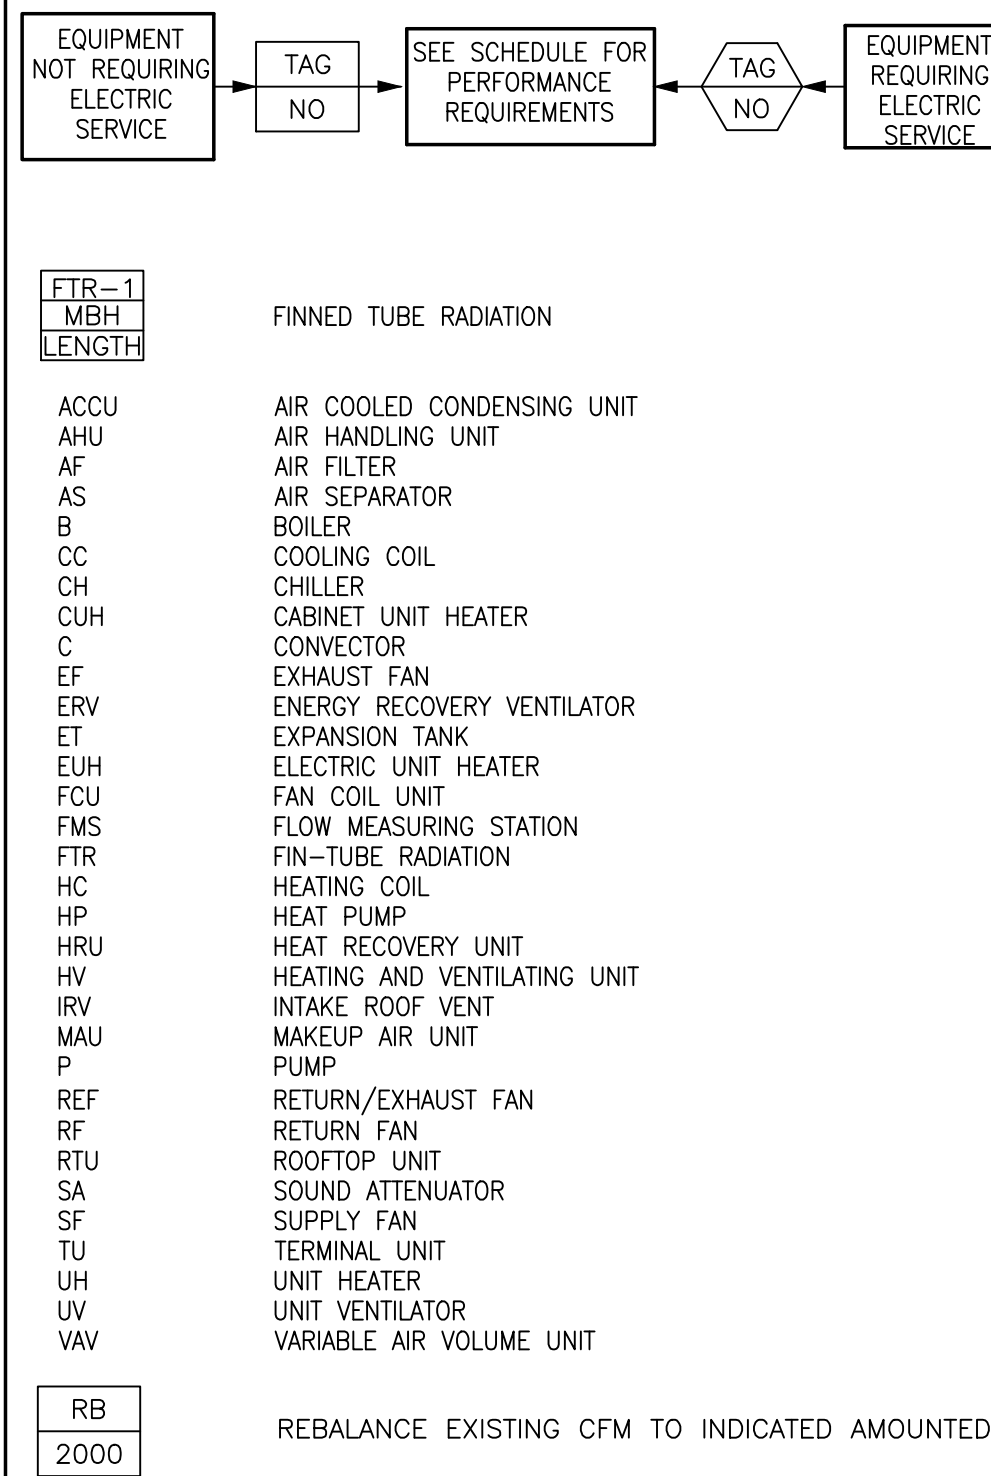 EQUIPMENT
NOT REQUIRING
ELECTRIC
SERVICE
TAG
NO
SEE SCHEDULE FOR
PERFORMANCE
REQUIREMENTS
TAG
NO
EQUIPMENT
REQUIRING
ELECTRIC
SERVICE
FTR-1
MBH
LENGTH
FINNED TUBE RADIATION
ACCU AIR COOLED CONDENSING UNIT
AHU AIR HANDLING UNIT
AF AIR FILTER
AS AIR SEPARATOR
B BOILER
CC COOLING COIL
CH CHILLER
CUH CABINET UNIT HEATER
C CONVECTOR
EF EXHAUST FAN
ERV ENERGY RECOVERY VENTILATOR
ET EXPANSION TANK
EUH ELECTRIC UNIT HEATER
FCU FAN COIL UNIT
FMS FLOW MEASURING STATION
FTR FIN-TUBE RADIATION
HC HEATING COIL
HP HEAT PUMP
HRU HEAT RECOVERY UNIT
HV HEATING AND VENTILATING UNIT
IRV INTAKE ROOF VENT
MAU MAKEUP AIR UNIT
P PUMP
REF RETURN/EXHAUST FAN
RF RETURN FAN
RTU ROOFTOP UNIT
SA SOUND ATTENUATOR
SF SUPPLY FAN
TU TERMINAL UNIT
UH UNIT HEATER
UV UNIT VENTILATOR
VAV VARIABLE AIR VOLUME UNIT
RB
2000
REBALANCE EXISTING CFM TO INDICATED AMOUNTED